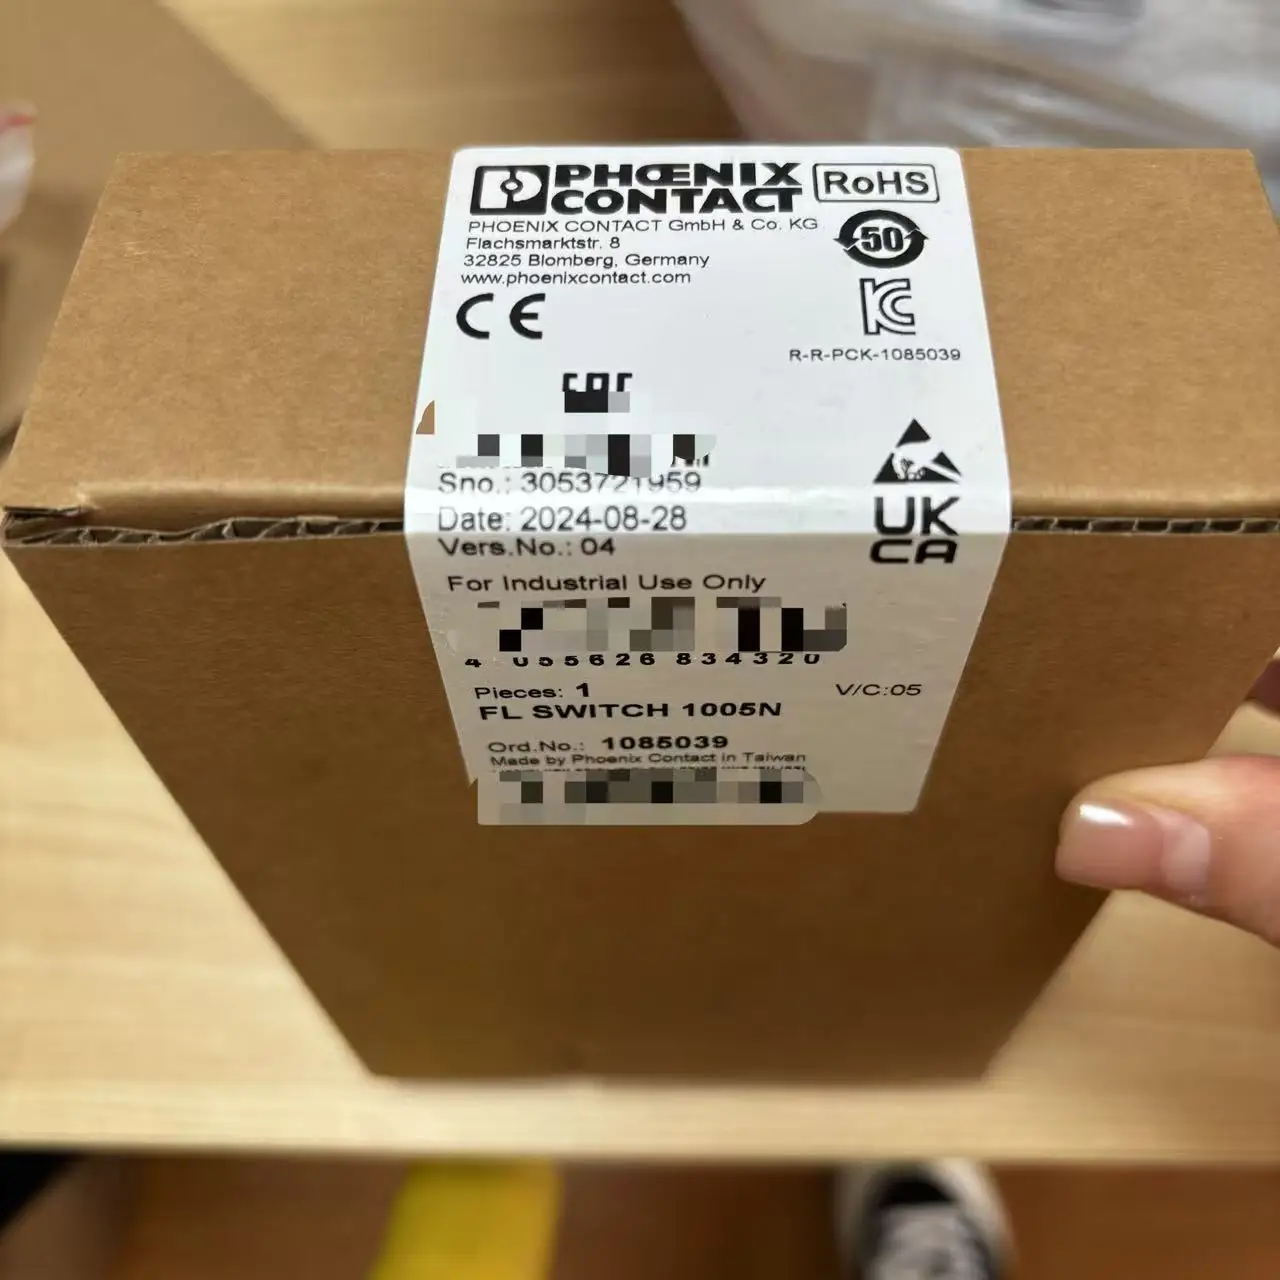 PHŒNIX
CONTACT
RoHS
PHOENIX CONTACT GmbH & Co. KG
Flachsmarktstr. 8
50
32825 Blomberg, Germany
www.phoenixcontact.com
CE
R-R-PCK-1085039
Sno.: 3053721959
Date: 2024-08-28
UK
CA
Vers.No.: 04
For Industrial Use Only
4 055626 834320
Pieces: 1
V/C:05
FL SWITCH 1005N
Ord.No.: 1085039
Made by Phoenix Contact in Taiwan